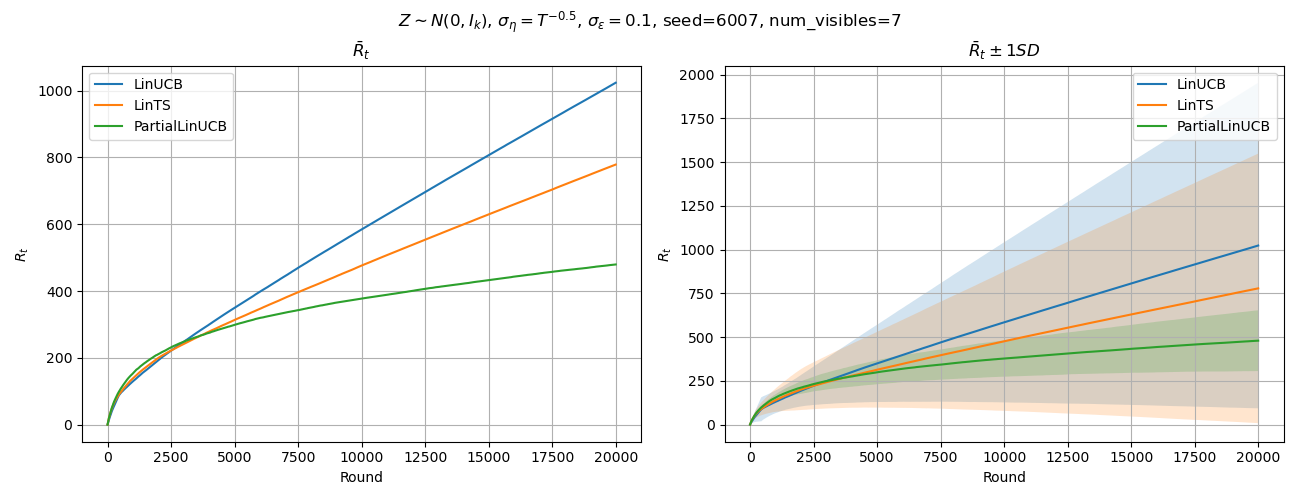 Z ∼ N(0, I_k), σ_η = T^{-0.5}, σ_ε = 0.1, seed=6007, num_visibles=7
R̄_t
R_t
1000
800
600
400
200
0
0 2500 5000 7500 10000 12500 15000 17500 20000
Round
LinUCB
LinTS
PartialLinUCB
R̄_t ± 1SD
R_t
2000
1750
1500
1250
1000
750
500
250
0
0 2500 5000 7500 10000 12500 15000 17500 20000
Round
LinUCB
LinTS
PartialLinUCB